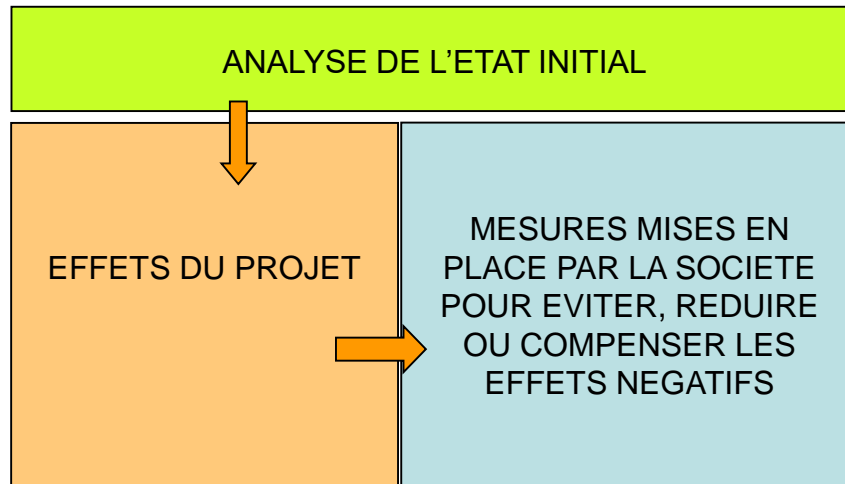 ANALYSE DE L’ETAT INITIAL
EFFETS DU PROJET
MESURES MISES EN
PLACE PAR LA SOCIETE
POUR EVITER, REDUIRE
OU COMPENSER LES
EFFETS NEGATIFS